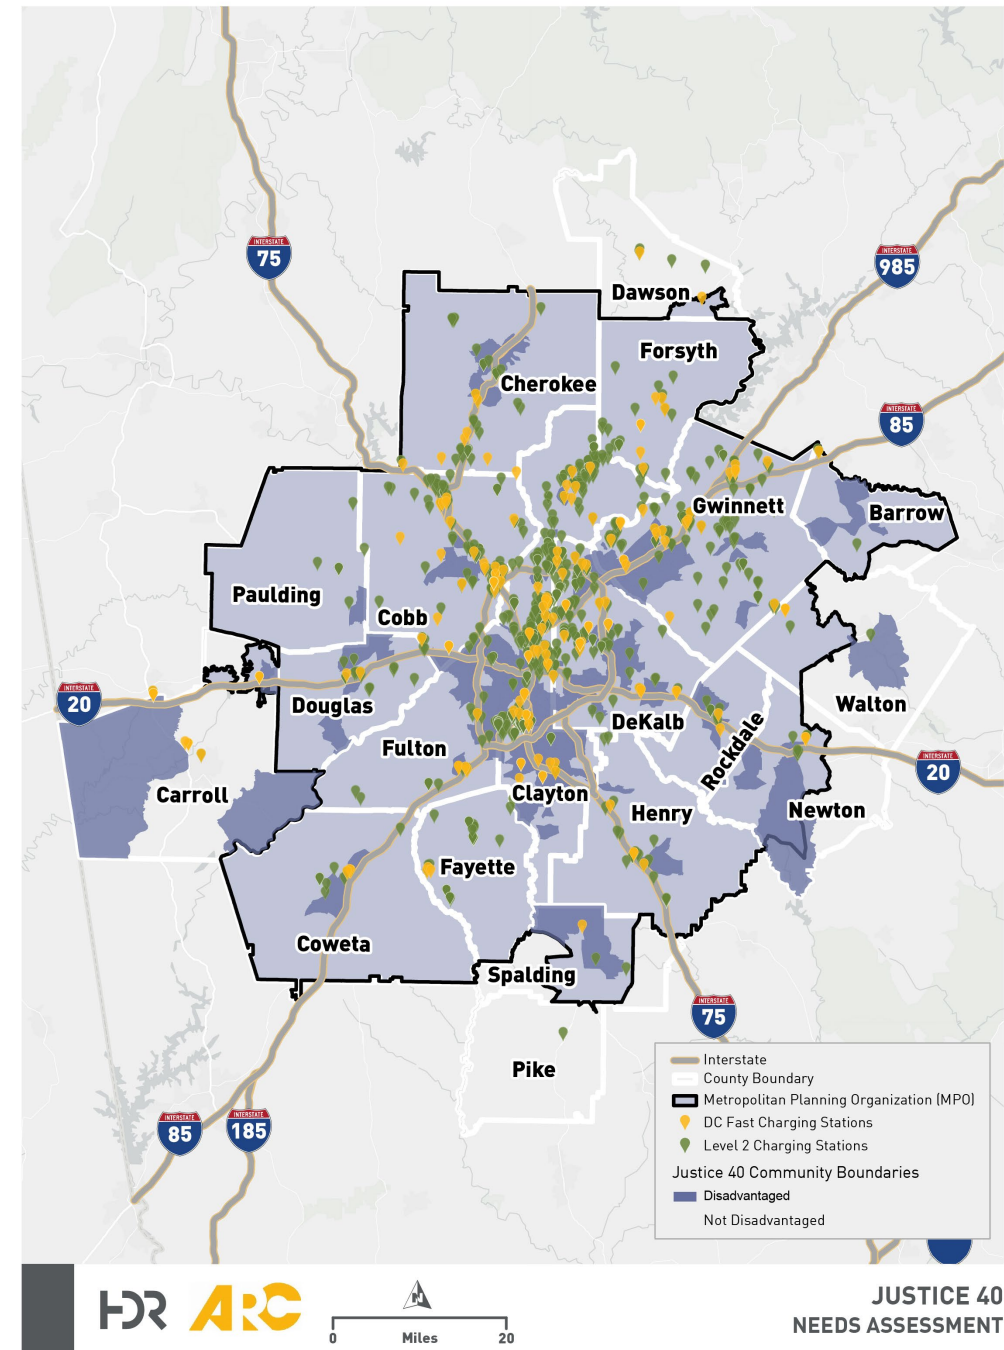 INTERSTATE
75
INTERSTATE
985
Dawson
Forsyth
Cherokee
INTERSTATE
85
Gwinnett
Barrow
Paulding
Cobb
INTERSTATE
20
Douglas
DeKalb
Rockdale
Walton
Fulton
INTERSTATE
20
Carroll
Clayton
Henry
Newton
Fayette
Coweta
Spalding
INTERSTATE
75
Pike
INTERSTATE
85
INTERSTATE
185
Interstate
County Boundary
Metropolitan Planning Organization (MPO)
DC Fast Charging Stations
Level 2 Charging Stations
Justice 40 Community Boundaries
Disadvantaged
Not Disadvantaged
HDR
ARC
N
0 Miles 20
JUSTICE 40
NEEDS ASSESSMENT